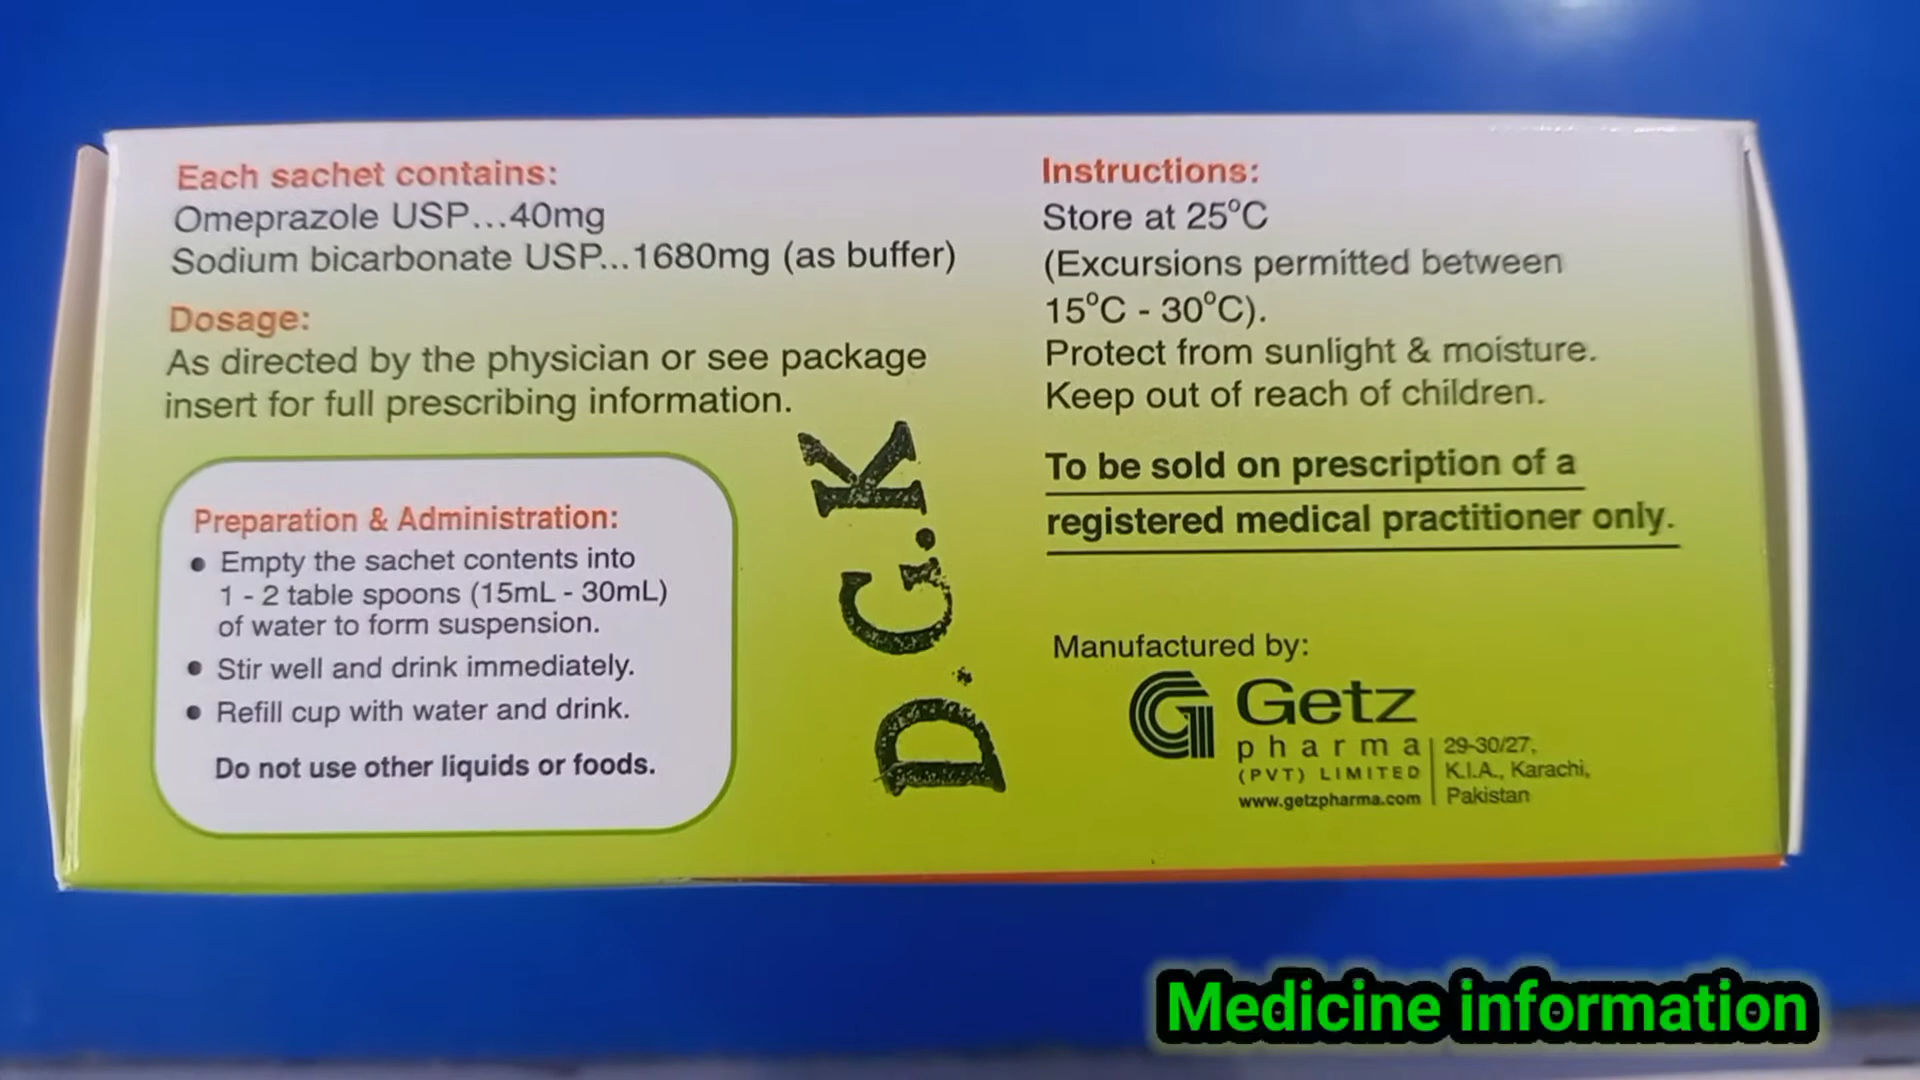 Each sachet contains:
Omeprazole USP...40mg
Sodium bicarbonate USP...1680mg (as buffer)
Dosage:
As directed by the physician or see package
insert for full prescribing information.
Preparation & Administration:
• Empty the sachet contents into
1 - 2 table spoons (15mL - 30mL)
of water to form suspension.
• Stir well and drink immediately.
• Refill cup with water and drink.
Do not use other liquids or foods.
D.G.K
Instructions:
Store at 25°C
(Excursions permitted between
15°C - 30°C).
Protect from sunlight & moisture.
Keep out of reach of children.
To be sold on prescription of a
registered medical practitioner only.
Manufactured by:
Getz
pharma
(PVT) LIMITED
www.getzpharma.com
29-30/27,
K.I.A., Karachi,
Pakistan
Medicine information